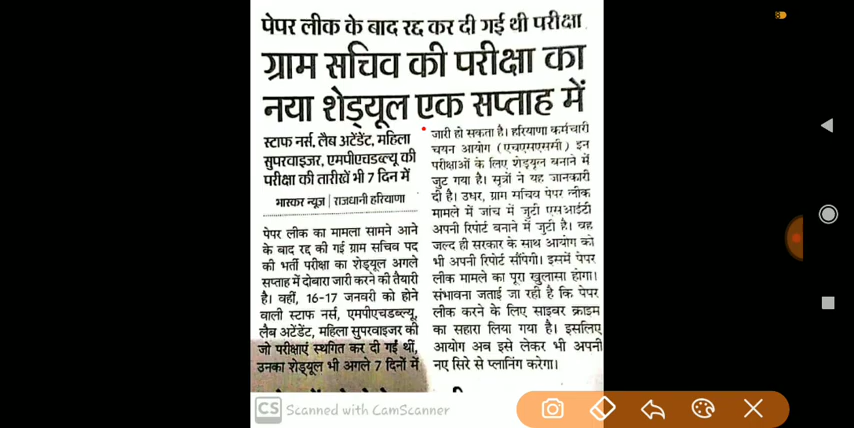 पेपर लीक के बाद रद्द कर दी गई थी परीक्षा
ग्राम सचिव की परीक्षा का
नया शेड्यूल एक सप्ताह में
स्टाफ नर्स, लैब अटेंडेंट, महिला
सुपरवाइजर, एमपीएचडब्ल्यू की
परीक्षा की तारीखें भी 7 दिन में
भास्कर न्यूज | राजधानी हरियाणा
पेपर लीक का मामला सामने आने
के बाद रद्द की गई ग्राम सचिव पद
की भर्ती परीक्षा का शेड्यूल अगले
सप्ताह में दोबारा जारी करने की तैयारी
है। वहीं, 16-17 जनवरी को होने
वाली स्टाफ नर्स, एमपीएचडब्ल्यू,
लैब अटेंडेंट, महिला सुपरवाइजर की
जो परीक्षाएं स्थगित कर दी गई थीं,
उनका शेड्यूल भी अगले 7 दिनों में
जारी हो सकता है। हरियाणा कर्मचारी
चयन आयोग (एचएसएससी) इन
परीक्षाओं के लिए शेड्यूल बनाने में
जुट गया है। सूत्रों ने यह जानकारी
दी है। उधर, ग्राम सचिव पेपर लीक
मामले में जांच में जुटी एसआईटी
अपनी रिपोर्ट बनाने में जुटी है। वह
जल्द ही सरकार के साथ आयोग को
भी अपनी रिपोर्ट सौंपेगी। इसमें पेपर
लीक मामले का पूरा खुलासा होगा।
संभावना जताई जा रही है कि पेपर
लीक करने के लिए साइबर क्राइम
का सहारा लिया गया है। इसलिए
आयोग अब इसे लेकर भी अपनी
नए सिरे से प्लानिंग करेगा।
CS Scanned with CamScanner